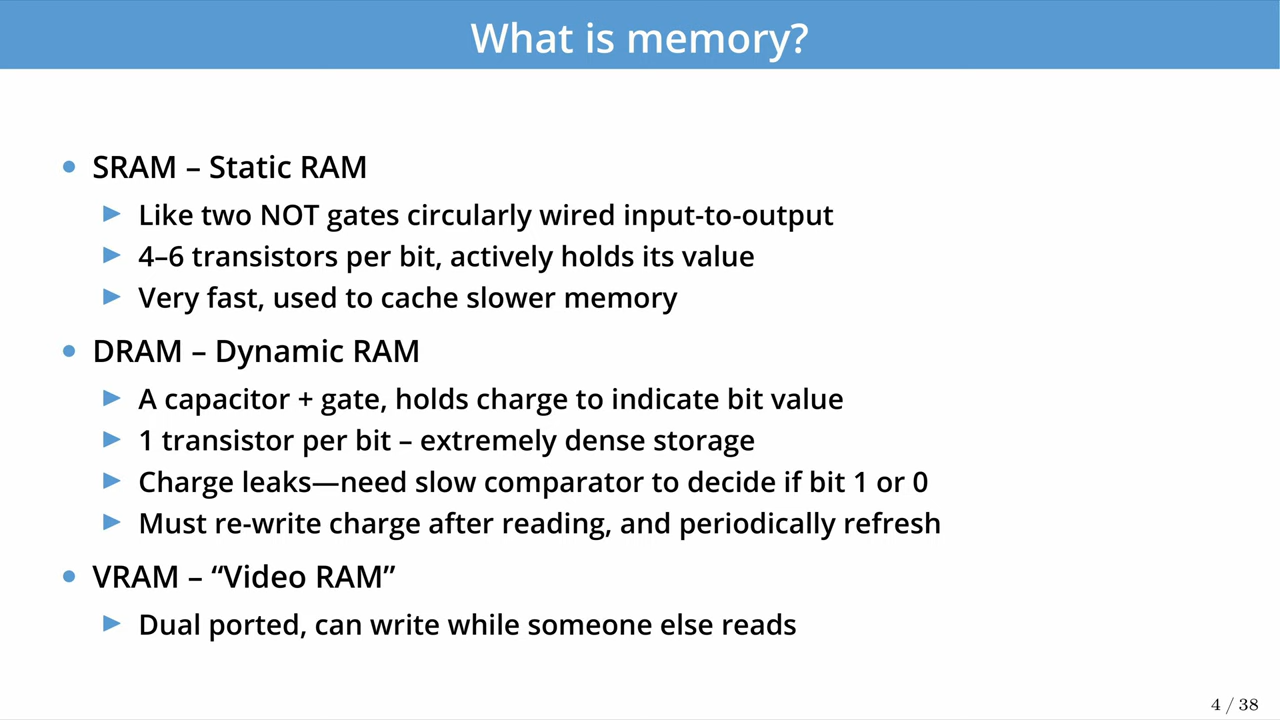 What is memory?
• SRAM – Static RAM
▶ Like two NOT gates circularly wired input-to-output
▶ 4–6 transistors per bit, actively holds its value
▶ Very fast, used to cache slower memory
• DRAM – Dynamic RAM
▶ A capacitor + gate, holds charge to indicate bit value
▶ 1 transistor per bit – extremely dense storage
▶ Charge leaks—need slow comparator to decide if bit 1 or 0
▶ Must re-write charge after reading, and periodically refresh
• VRAM – “Video RAM”
▶ Dual ported, can write while someone else reads
4 / 38